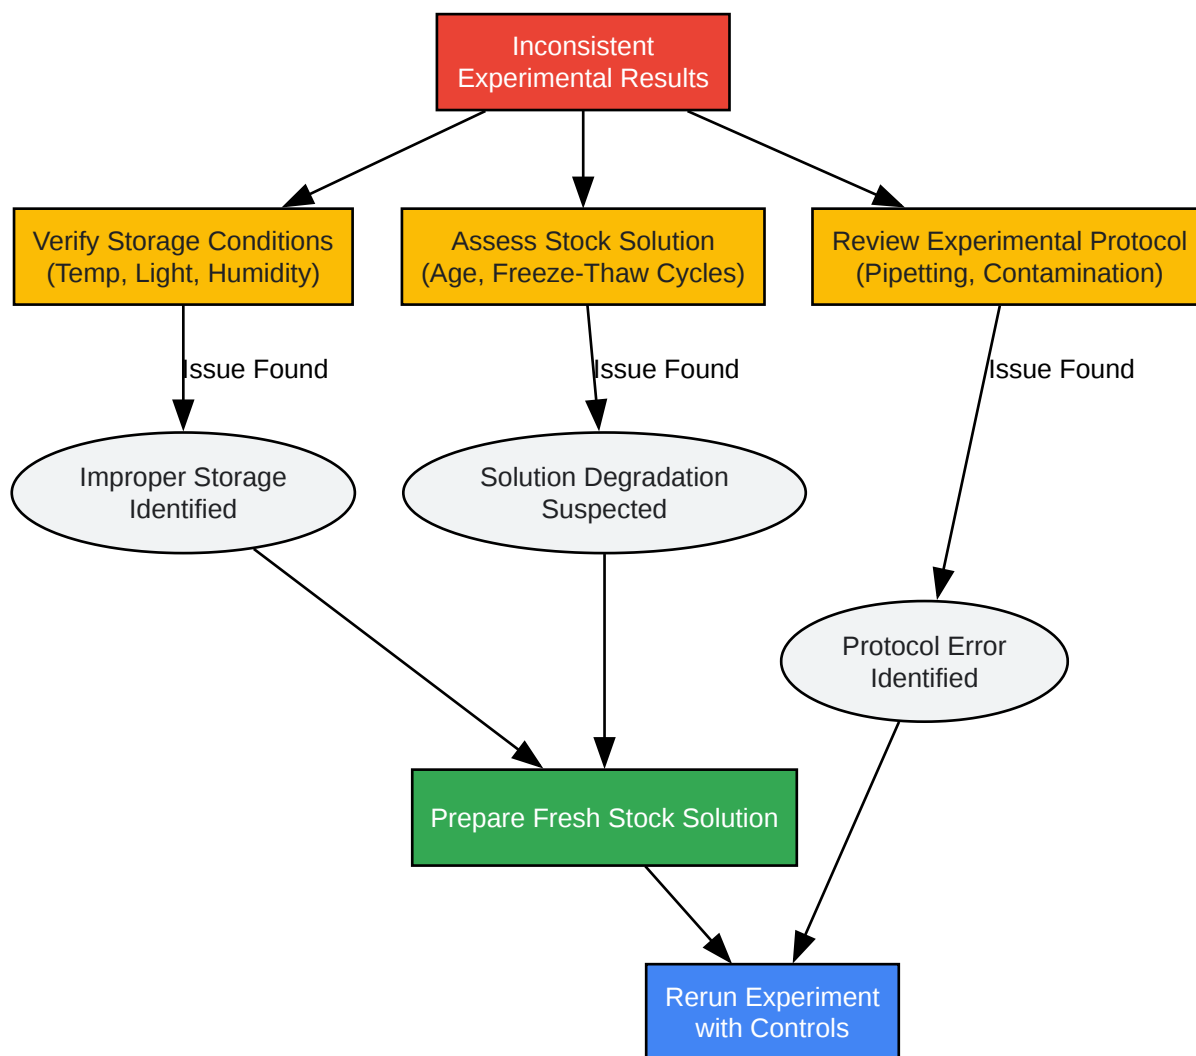 Inconsistent
Experimental Results
Verify Storage Conditions
(Temp, Light, Humidity)
Assess Stock Solution
(Age, Freeze-Thaw Cycles)
Review Experimental Protocol
(Pipetting, Contamination)
Issue Found
Issue Found
Issue Found
Improper Storage
Identified
Solution Degradation
Suspected
Protocol Error
Identified
Prepare Fresh Stock Solution
Rerun Experiment
with Controls